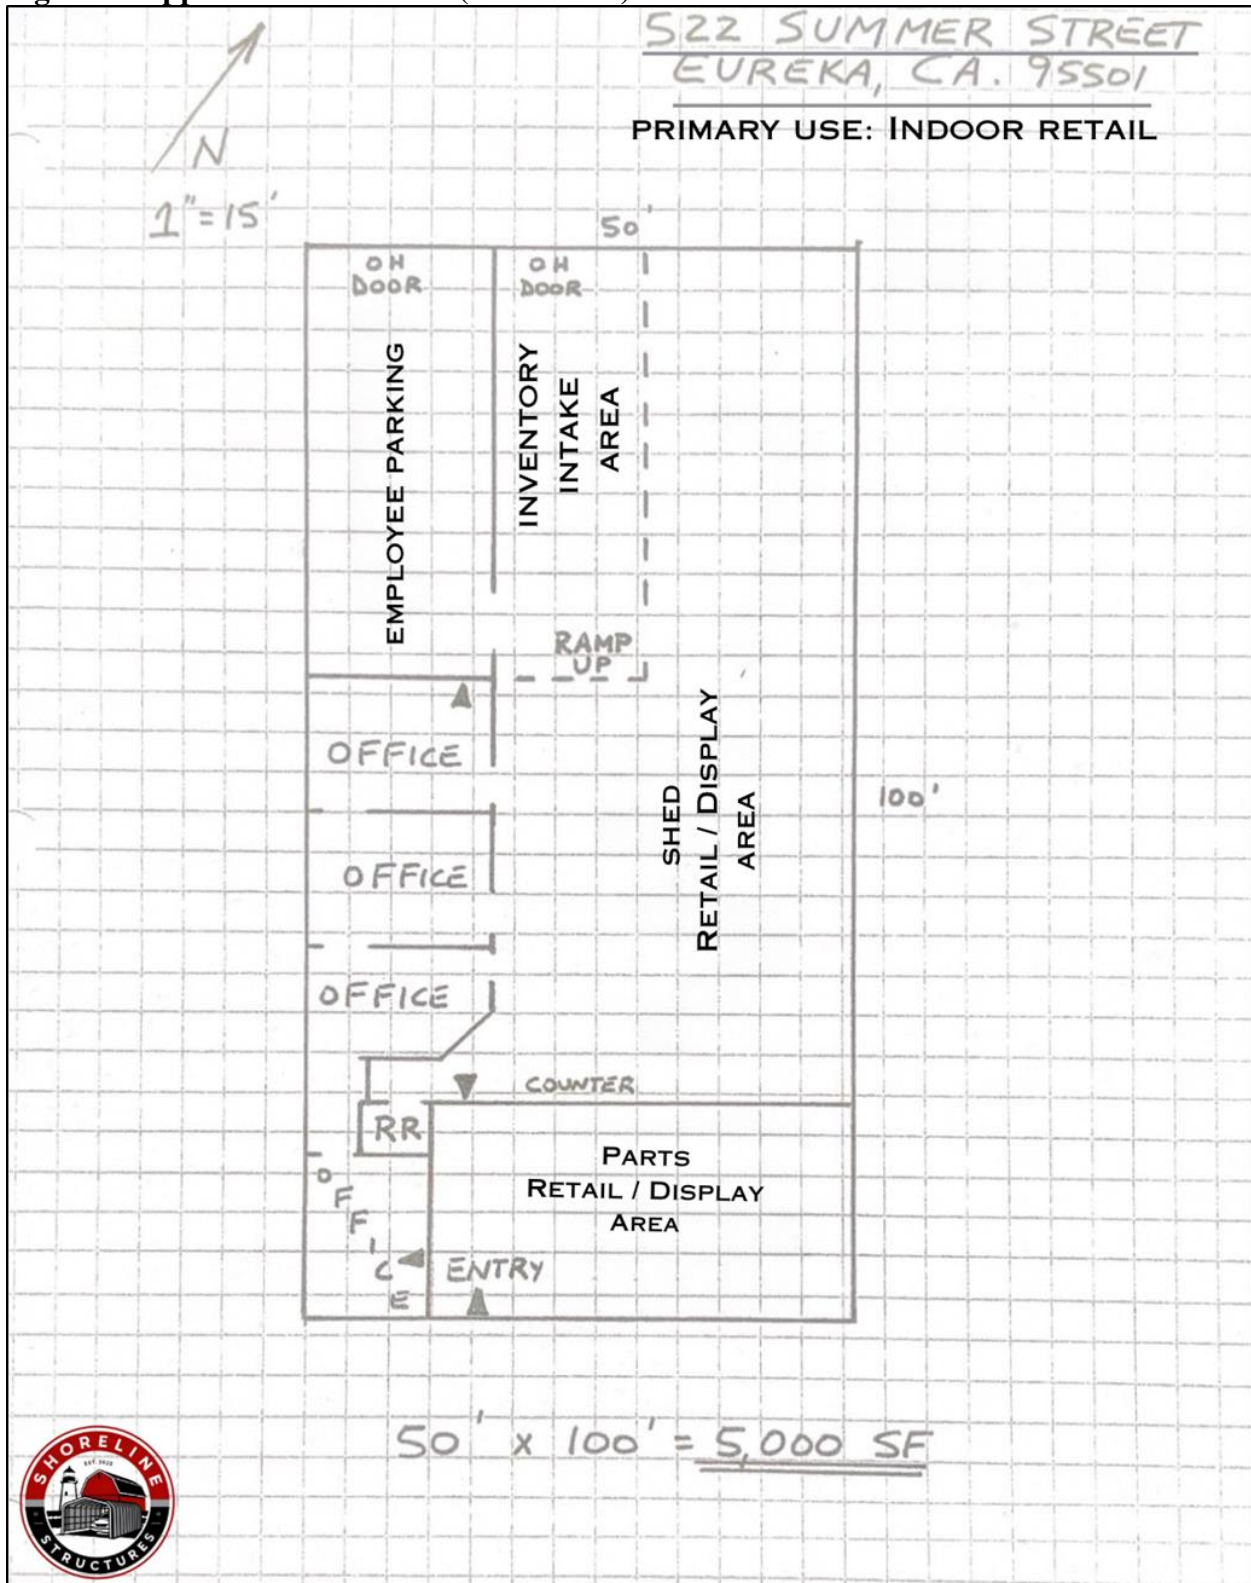 522 SUMMER STREET
EUREKA, CA. 95501
PRIMARY USE: INDOOR RETAIL
N
1"=15'
50'
OH
DOOR
OH
DOOR
EMPLOYEE PARKING
INVENTORY
INTAKE
AREA
RAMP
UP
OFFICE
SHED
RETAIL / DISPLAY
AREA
100'
OFFICE
OFFICE
COUNTER
RR
PARTS
RETAIL / DISPLAY
AREA
OFFICE
ENTRY
50' x 100' = 5,000 SF
SHORELINE
STRUCTURES